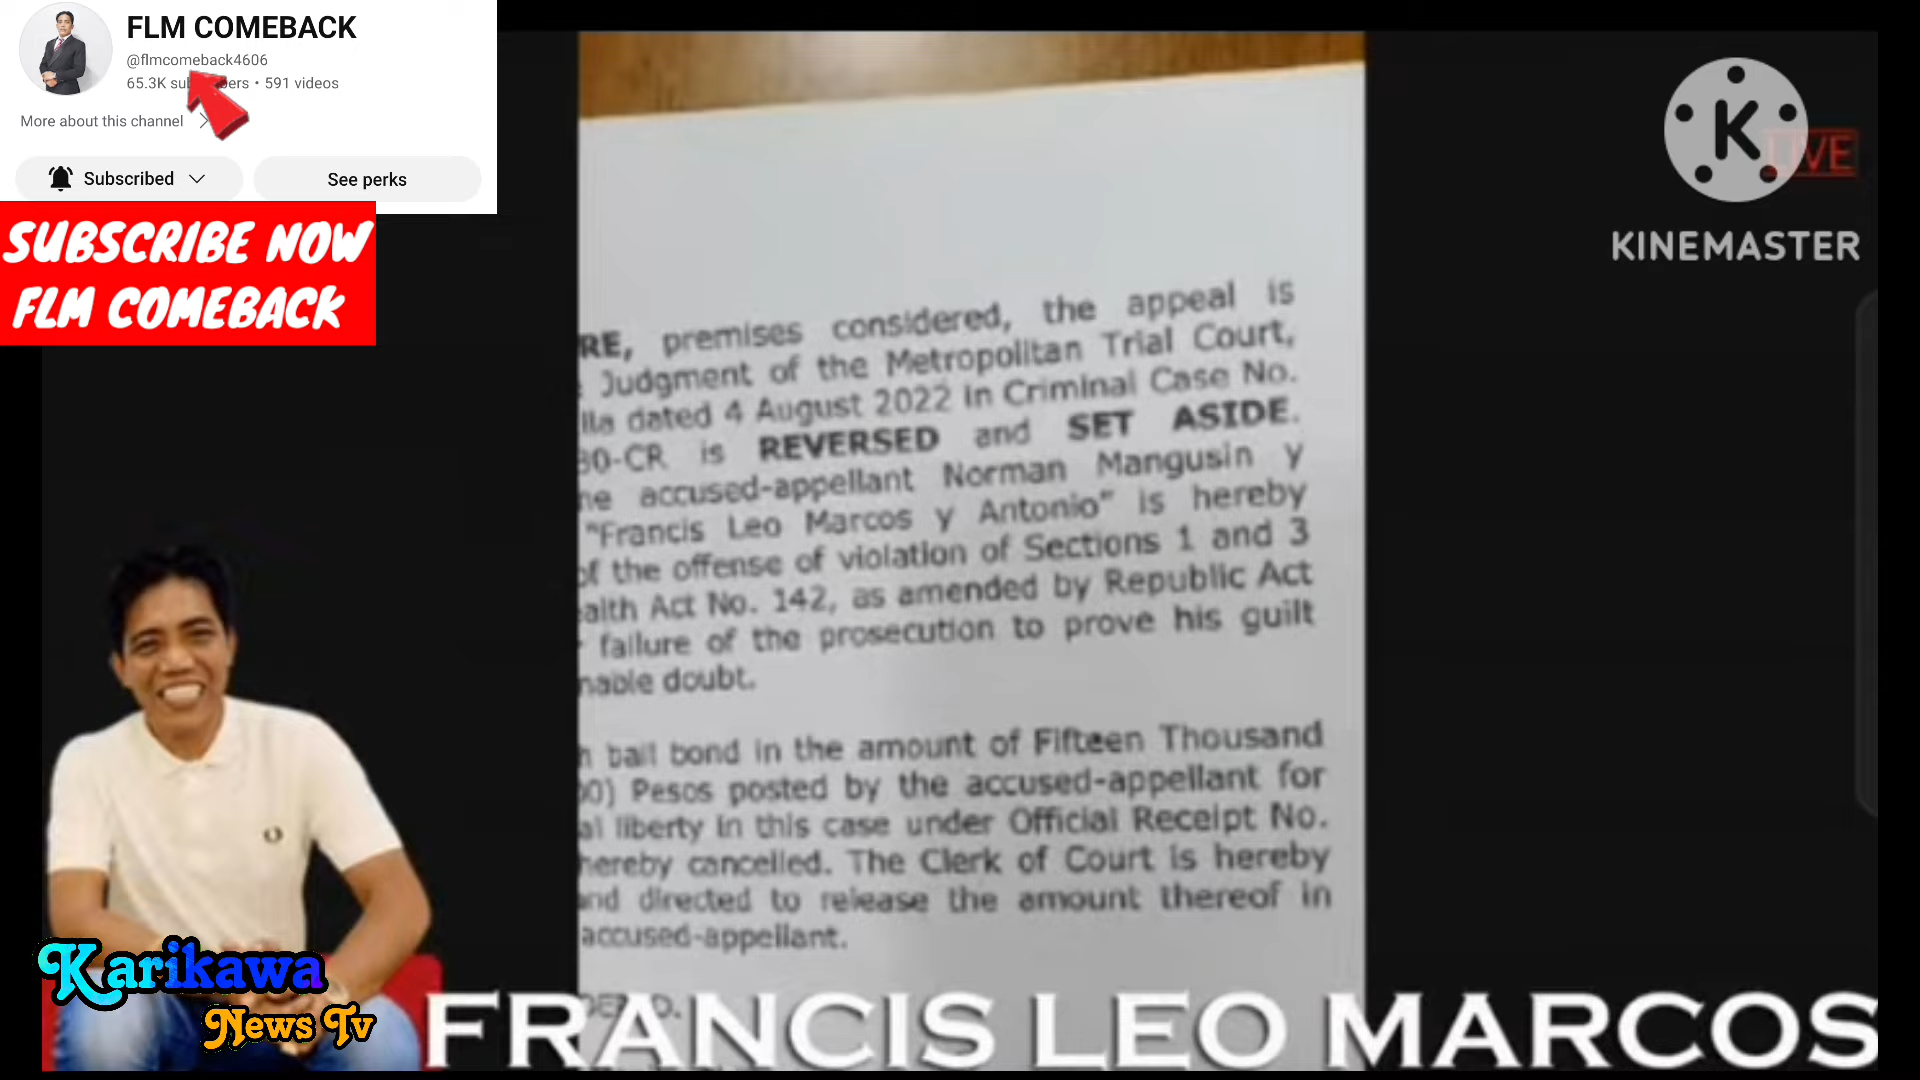 FLM COMEBACK
@flmcomeback4606
65.3K • 591 videos
More about this channel
Subscribed
See perks
SUBSCRIBE NOW
FLM COMEBACK
K
LIVE
KINEMASTER
RE, premises considered, the appeal is
Judgment of the Metropolitan Trial Court,
lla dated 4 August 2022 in Criminal Case No.
30-CR is REVERSED and SET ASIDE.
he accused-appellant Norman Mangusin y
"Francis Leo Marcos y Antonio" is hereby
of the offense of violation of Sections 1 and 3
alth Act No. 142, as amended by Republic Act
failure of the prosecution to prove his guilt
nable doubt.
h bail bond in the amount of Fifteen Thousand
00) Pesos posted by the accused-appellant for
al liberty in this case under Official Receipt No.
hereby cancelled. The Clerk of Court is hereby
and directed to release the amount thereof in
accused-appellant.
Karikawa
News Tv
FRANCIS LEO MARCOS